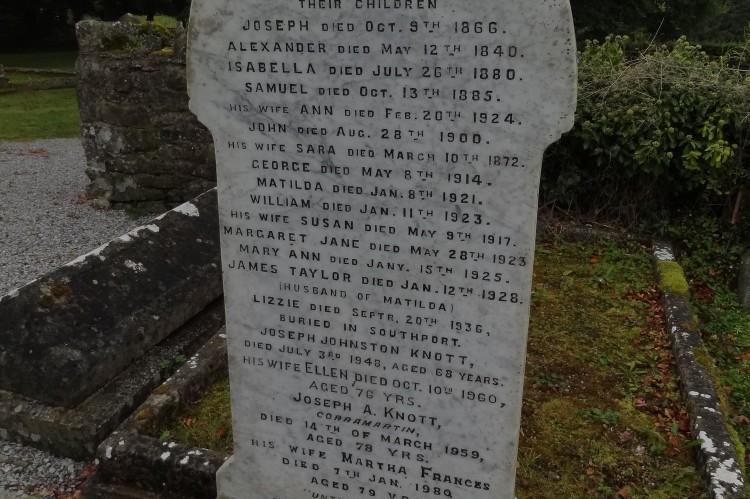 THEIR CHILDREN
JOSEPH DIED OCT. 9TH 1866.
ALEXANDER DIED MAY 12TH 1840.
ISABELLA DIED JULY 26TH 1880.
SAMUEL DIED OCT. 13TH 1885.
HIS WIFE ANN DIED FEB. 20TH 1924.
JOHN DIED AUG. 28TH 1900.
HIS WIFE SARA DIED MARCH 10TH 1872.
GEORGE DIED MAY 8TH 1914.
MATILDA DIED JAN. 8TH 1921.
WILLIAM DIED JAN. 11TH 1923.
HIS WIFE SUSAN DIED MAY 9TH 1917.
MARGARET JANE DIED MAY 28TH 1923
MARY ANN DIED JANY. 15TH 1925.
JAMES TAYLOR DIED JAN. 12TH 1928.
(HUSBAND OF MATILDA)
LIZZIE DIED SEPTR. 20TH 1936,
BURIED IN SOUTHPORT.
JOSEPH JOHNSTON KNOTT,
DIED JULY 3RD 1948, AGED 68 YEARS.
HIS WIFE ELLEN DIED OCT. 10TH 1960,
AGED 76 YRS.
JOSEPH A. KNOTT,
CORRAMARTIN,
DIED 14TH OF MARCH 1959,
AGED 78 YRS.
HIS WIFE MARTHA FRANCES
DIED 7TH JAN. 1980
AGED 79